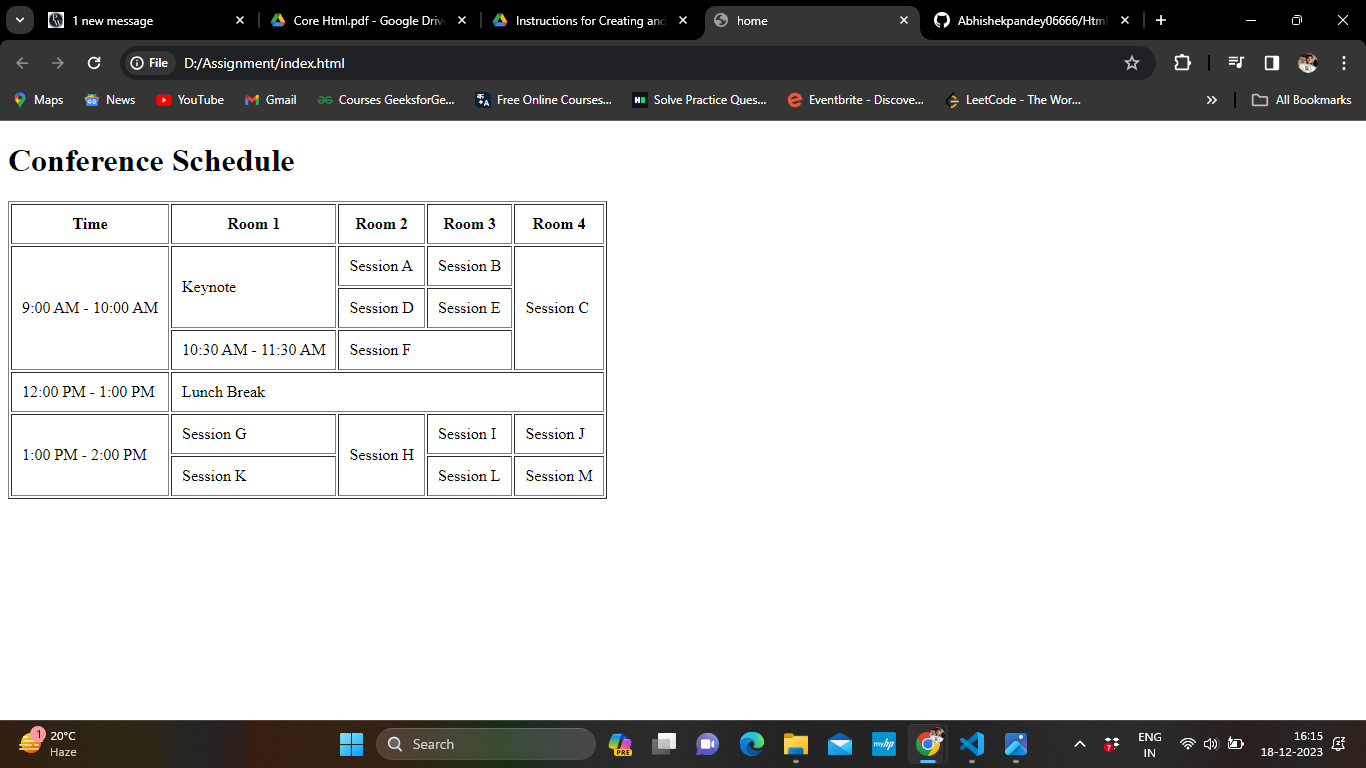 1 new message
Core Html.pdf - Google Driv
Instructions for Creating and
home
Abhishekpandey06666/Html
File D:/Assignment/index.html
Maps News YouTube Gmail Courses GeeksforGe... Free Online Courses... Solve Practice Ques... Eventbrite - Discove... LeetCode - The Wor... » All Bookmarks
Conference Schedule
Time Room 1 Room 2 Room 3 Room 4
9:00 AM - 10:00 AM Keynote Session A Session B Session C
Session D Session E
10:30 AM - 11:30 AM Session F
12:00 PM - 1:00 PM Lunch Break
1:00 PM - 2:00 PM Session G Session H Session I Session J
Session K Session L Session M
1
20°C
Haze
Search
PRE
myhp
7
ENG
IN
16:15
18-12-2023